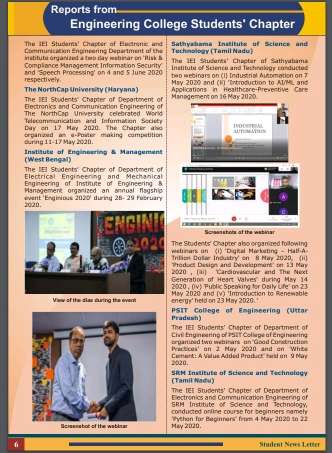 Reports from
Engineering College Students' Chapter
The IEI Students' Chapter of Electronic and
Communication Engineering Department of the
institute organized a two day webinar on 'Risk &
Compliance Management Information Security'
and 'Speech Processing' on 4 and 5 June 2020
respectively.
The NorthCap University (Haryana)
The IEI Students' Chapter of Department of
Electronics and Communication Engineering of
The NorthCap University celebrated World
Telecommunication and Information Society
Day on 17 May 2020. The Chapter also
organized an e-Poster making competition
during 11-17 May 2020.
Institute of Engineering & Management
(West Bengal)
The IEI Students' Chapter of Department of
Electrical Engineering and Mechanical
Engineering of Institute of Engineering &
Management organized an annual flagship
event 'Enginious 2020' during 28- 29 February
2020.
ENGINIO
2020
View of the dias during the event
Screenshot of the webinar
Sathyabama Institute of Science and
Technology (Tamil Nadu)
The IEI Students' Chapter of Sathyabama
Institute of Science and Technology conducted
two webinars on (i) Industrial Automation on 7
May 2020 and (ii) 'Introduction to AI/ML and
Applications in Healthcare-Preventive Care
Management on 16 May 2020.
INDUSTRIAL
AUTOMATION
Screenshots of the webinar
The Students' Chapter also organized following
webinars on (i) 'Digital Marketing – Half-A-
Trillion Dollar Industry' on 8 May 2020, (ii)
'Product Design and Development' on 13 May
2020 , (iii) 'Cardiovascular and The Next
Generation of Heart Valves' during May 14
2020 , (iv) 'Public Speaking for Daily Life' on 23
May 2020 and (v) 'Introduction to Renewable
energy' held on 23 May 2020. '
PSIT College of Engineering (Uttar
Pradesh)
The IEI Students' Chapter of Department of
Civil Engineering of PSIT College of Engineering
organized two webinars on 'Good Construction
Practices' on 2 May 2020 and on 'White
Cement: A Value Added Product' held on 9 May
2020.
SRM Institute of Science and Technology
(Tamil Nadu)
The IEI Students' Chapter of Department of
Electronics and Communication Engineering of
SRM Institute of Science and Technology,
conducted online course for beginners namely
'Python for Beginners' from 4 May 2020 to 22
May 2020.
6
Student News Letter